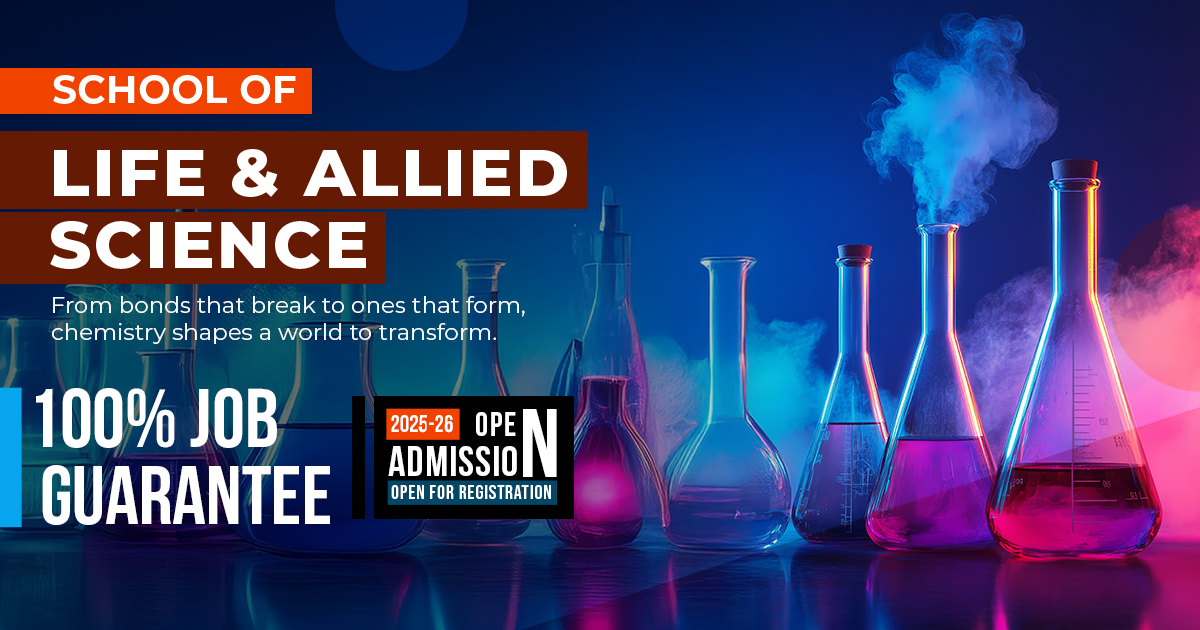 SCHOOL OF
LIFE & ALLIED
SCIENCE
From bonds that break to ones that form,
chemistry shapes a world to transform.
100% JOB
GUARANTEE
2025-26 OPEN
ADMISSION
OPEN FOR REGISTRATION